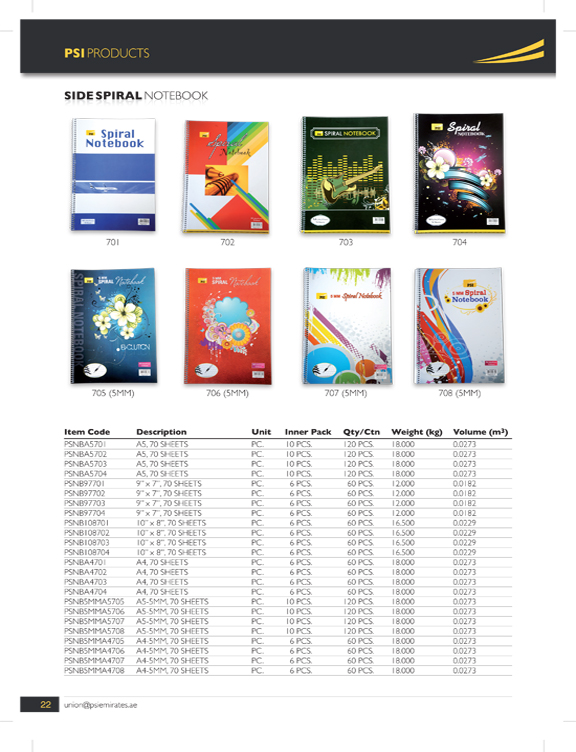 PSI PRODUCTS
SIDE SPIRAL NOTEBOOK
Spiral
Notebook
Spiral
Notebook
SPIRAL NOTEBOOK
Spiral
NOTEBOOK
701 702 703 704
SPIRAL NOTEBOOK
5 MM
SPIRAL Notebook
5 MM
SPIRAL Notebook
5 MM Spiral Notebook
PSI
5 MM Spiral
Notebook
705 (5MM) 706 (5MM) 707 (5MM) 708 (5MM)
Item Code Description Unit Inner Pack Qty/Ctn Weight (kg) Volume (m³)
PSNBA5701 A5, 70 SHEETS PC. 10 PCS. 120 PCS. 18.000 0.0273
PSNBA5702 A5, 70 SHEETS PC. 10 PCS. 120 PCS. 18.000 0.0273
PSNBA5703 A5, 70 SHEETS PC. 10 PCS. 120 PCS. 18.000 0.0273
PSNBA5704 A5, 70 SHEETS PC. 10 PCS. 120 PCS. 18.000 0.0273
PSNB97701 9" x 7", 70 SHEETS PC. 6 PCS. 60 PCS. 12.000 0.0182
PSNB97702 9" x 7", 70 SHEETS PC. 6 PCS. 60 PCS. 12.000 0.0182
PSNB97703 9" x 7", 70 SHEETS PC. 6 PCS. 60 PCS. 12.000 0.0182
PSNB97704 9" x 7", 70 SHEETS PC. 6 PCS. 60 PCS. 12.000 0.0182
PSNB108701 10" x 8", 70 SHEETS PC. 6 PCS. 60 PCS. 16.500 0.0229
PSNB108702 10" x 8", 70 SHEETS PC. 6 PCS. 60 PCS. 16.500 0.0229
PSNB108703 10" x 8", 70 SHEETS PC. 6 PCS. 60 PCS. 16.500 0.0229
PSNB108704 10" x 8", 70 SHEETS PC. 6 PCS. 60 PCS. 16.500 0.0229
PSNBA4701 A4, 70 SHEETS PC. 6 PCS. 60 PCS. 18.000 0.0273
PSNBA4702 A4, 70 SHEETS PC. 6 PCS. 60 PCS. 18.000 0.0273
PSNBA4703 A4, 70 SHEETS PC. 6 PCS. 60 PCS. 18.000 0.0273
PSNBA4704 A4, 70 SHEETS PC. 6 PCS. 60 PCS. 18.000 0.0273
PSNB5MMA5705 A5-5MM, 70 SHEETS PC. 10 PCS. 120 PCS. 18.000 0.0273
PSNB5MMA5706 A5-5MM, 70 SHEETS PC. 10 PCS. 120 PCS. 18.000 0.0273
PSNB5MMA5707 A5-5MM, 70 SHEETS PC. 10 PCS. 120 PCS. 18.000 0.0273
PSNB5MMA5708 A5-5MM, 70 SHEETS PC. 10 PCS. 120 PCS. 18.000 0.0273
PSNB5MMA4705 A4-5MM, 70 SHEETS PC. 6 PCS. 60 PCS. 18.000 0.0273
PSNB5MMA4706 A4-5MM, 70 SHEETS PC. 6 PCS. 60 PCS. 18.000 0.0273
PSNB5MMA4707 A4-5MM, 70 SHEETS PC. 6 PCS. 60 PCS. 18.000 0.0273
PSNB5MMA4708 A4-5MM, 70 SHEETS PC. 6 PCS. 60 PCS. 18.000 0.0273
22 union@psiemirates.ae